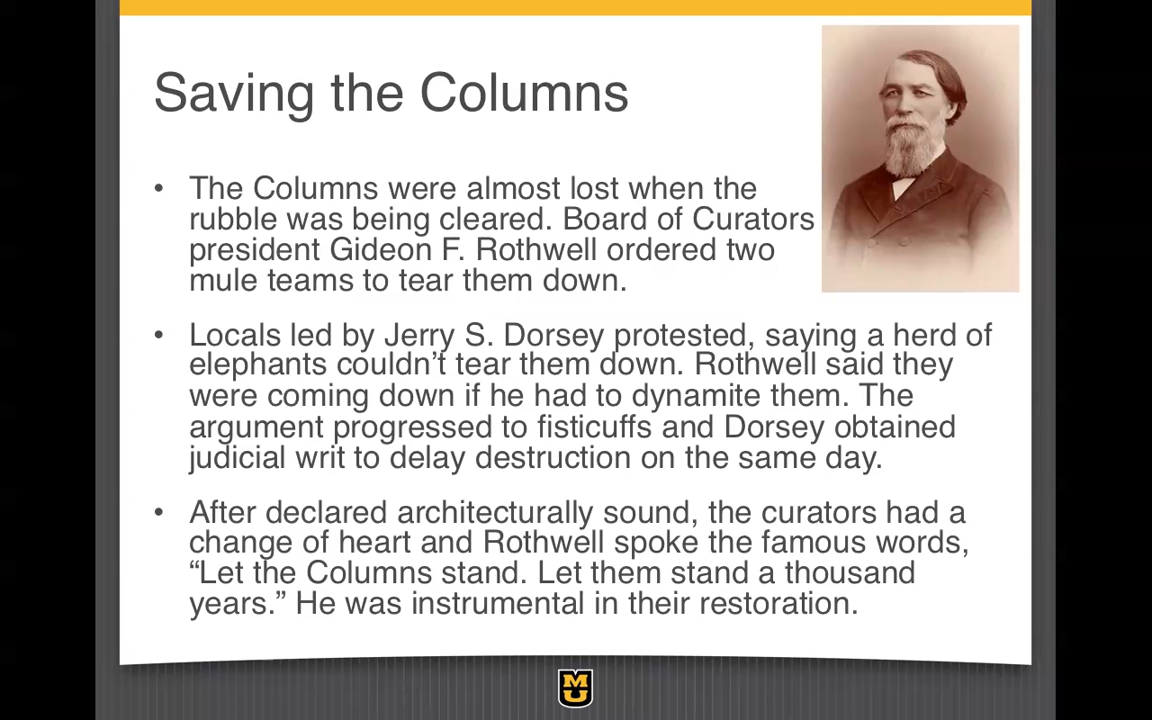 Saving the Columns
• The Columns were almost lost when the
rubble was being cleared. Board of Curators
president Gideon F. Rothwell ordered two
mule teams to tear them down.
• Locals led by Jerry S. Dorsey protested, saying a herd of
elephants couldn’t tear them down. Rothwell said they
were coming down if he had to dynamite them. The
argument progressed to fisticuffs and Dorsey obtained
judicial writ to delay destruction on the same day.
• After declared architecturally sound, the curators had a
change of heart and Rothwell spoke the famous words,
“Let the Columns stand. Let them stand a thousand
years.” He was instrumental in their restoration.
MU